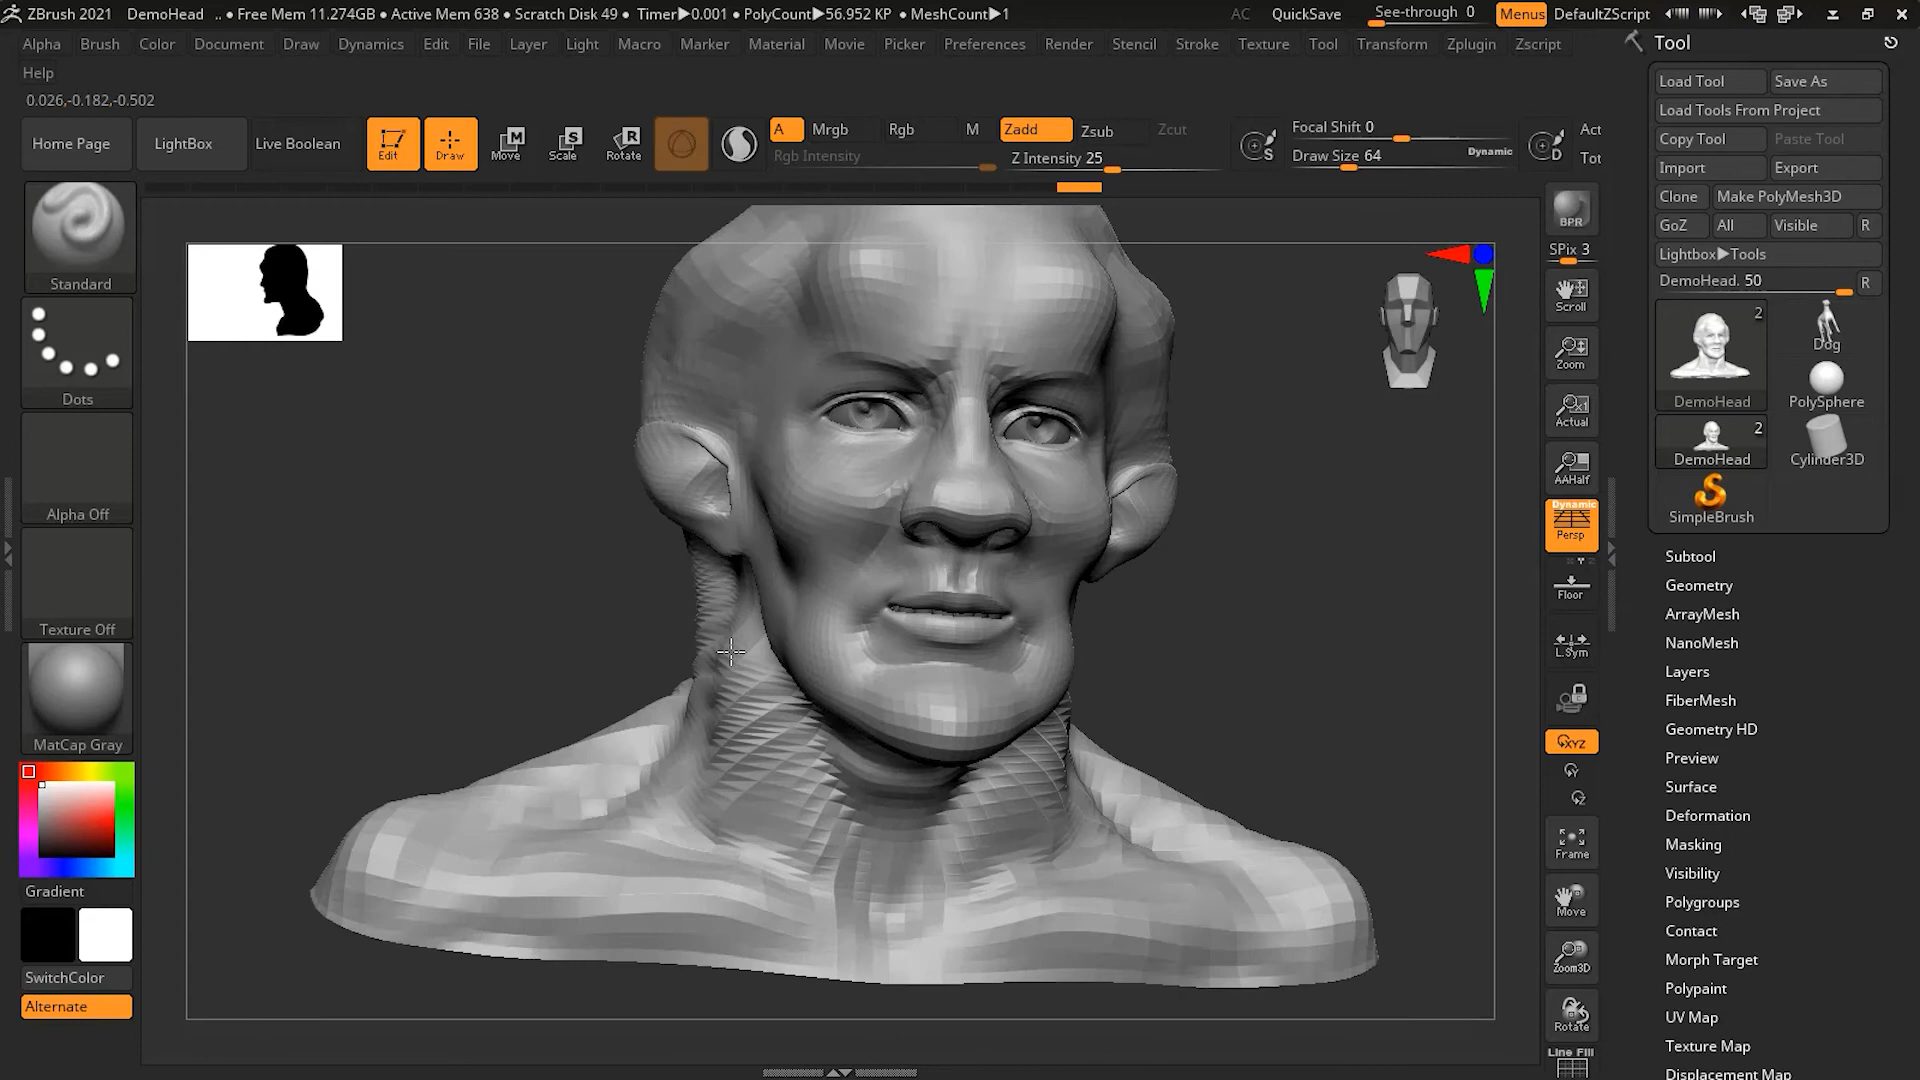 ZBrush 2021 DemoHead .. • Free Mem 11.274GB • Active Mem 638 • Scratch Disk 49 • Timer▶0.001 • PolyCount▶56.952 KP • MeshCount▶1 AC QuickSave See-through 0 Menus DefaultZScript
Alpha Brush Color Document Draw Dynamics Edit File Layer Light Macro Marker Material Movie Picker Preferences Render Stencil Stroke Texture Tool Transform Zplugin Zscript
Help
0.026,-0.182,-0.502
Home Page LightBox Live Boolean Edit Draw Move Scale Rotate
M S R
A Mrgb Rgb M Zadd Zsub Zcut
Rgb Intensity Z Intensity 25
S Focal Shift 0
Draw Size 64 Dynamic D
Act
Tot
Standard
Dots
Alpha Off
Texture Off
MatCap Gray
Gradient
SwitchColor
Alternate
BPR
SPix 3
Scroll
Zoom
Actual
AAHalf
Dynamic
Persp
Floor
L.Sym
XYZ
Y
Z
Frame
Move
Zoom3D
Rotate
Line Fill
Tool
Load Tool Save As
Load Tools From Project
Copy Tool Paste Tool
Import Export
Clone Make PolyMesh3D
GoZ All Visible R
Lightbox▶Tools
DemoHead. 50 R
2
DemoHead Dog
PolySphere
2
DemoHead Cylinder3D
SimpleBrush
Subtool
Geometry
ArrayMesh
NanoMesh
Layers
FiberMesh
Geometry HD
Preview
Surface
Deformation
Masking
Visibility
Polygroups
Contact
Morph Target
Polypaint
UV Map
Texture Map
Displacement Map